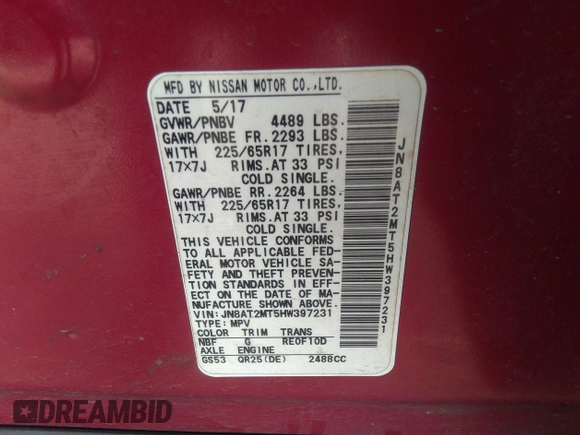 MFD BY NISSAN MOTOR CO.,LTD.
DATE 5/17
GVWR/PNBV 4489 LBS.
GAWR/PNBE FR. 2293 LBS.
WITH 225/65R17 TIRES,
17×7J RIMS.AT 33 PSI
COLD SINGLE.
GAWR/PNBE RR. 2264 LBS.
WITH 225/65R17 TIRES,
17×7J RIMS.AT 33 PSI
COLD SINGLE.
THIS VEHICLE CONFORMS
TO ALL APPLICABLE FED-
ERAL MOTOR VEHICLE SA-
FETY AND THEFT PREVEN-
TION STANDARDS IN EFF-
ECT ON THE DATE OF MA-
NUFACTURE SHOWN ABOVE.
VIN: JN8AT2MT5HW397231
TYPE: MPV
COLOR TRIM TRANS
NBF G RE0F10D
AXLE ENGINE
GS53 QR25(DE) 2488CC
JN8AT2MT5HW397231
DREAMBID